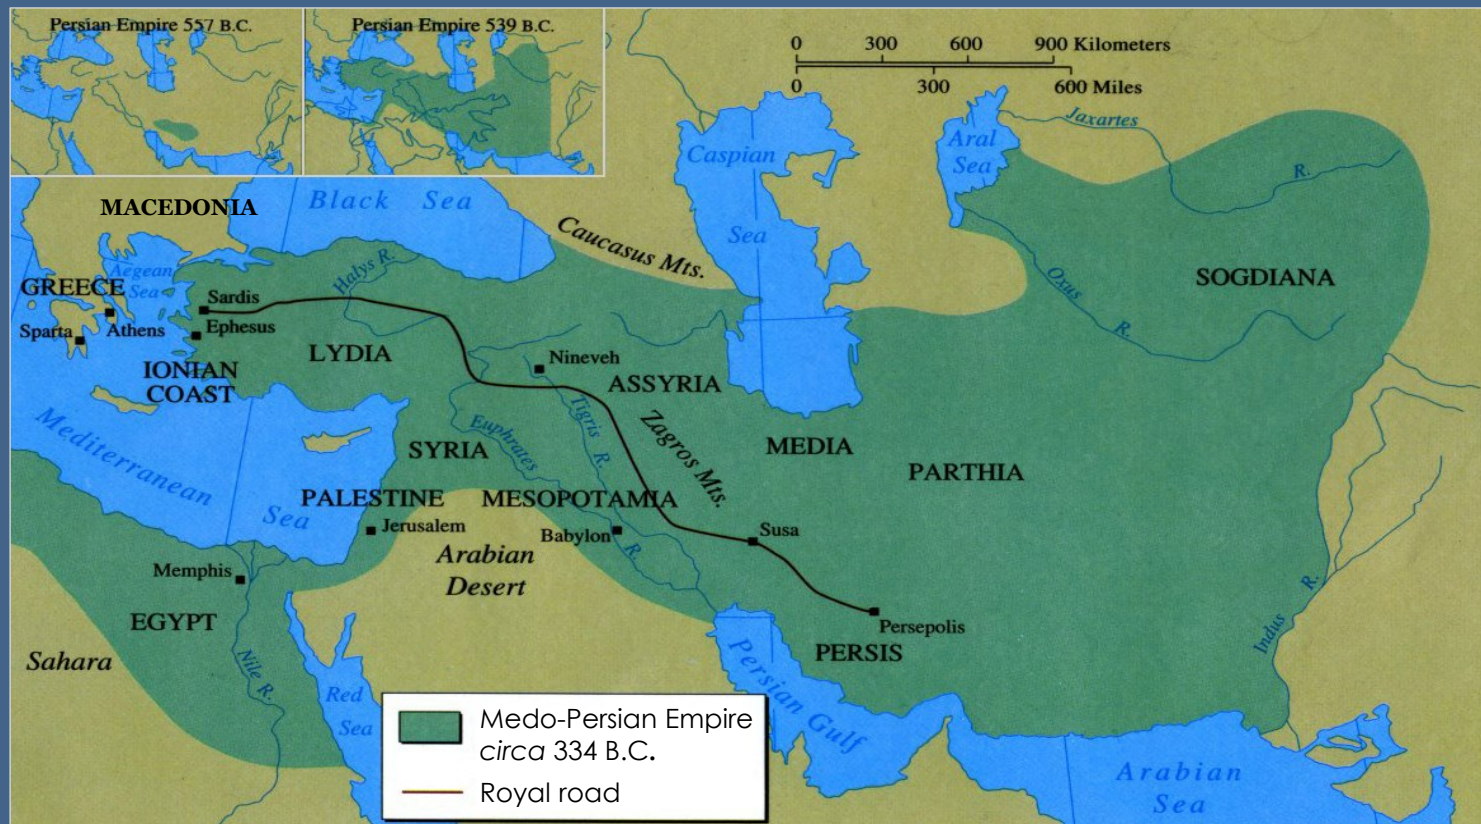 Persian Empire 557 B.C.
Persian Empire 539 B.C.
0 300 600 900 Kilometers
0 300 600 Miles
MACEDONIA
Black Sea
Caspian
Sea
Aral
Sea
Jaxartes
R.
Caucasus Mts.
Aegean
Sea
GREECE
Athens
Sparta
Sardis
Ephesus
Halys R.
IONIAN
COAST
LYDIA
Nineveh
ASSYRIA
Oxus
R.
SOGDIANA
Mediterranean
Sea
SYRIA
Euphrates
R.
Tigris R.
Zagros Mts.
MEDIA
PARTHIA
PALESTINE
Jerusalem
MESOPOTAMIA
Babylon
Susa
Arabian
Desert
Memphis
EGYPT
Nile R.
Sahara
Red
Sea
Persepolis
PERSIS
Persian Gulf
Indus R.
Arabian
Sea
Medo-Persian Empire
circa 334 B.C.
Royal road